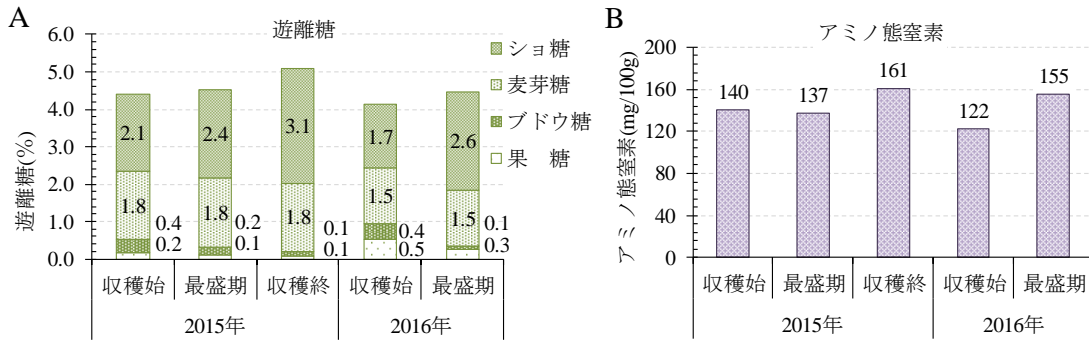 A
遊離糖
遊離糖(%)
6.0
5.0
4.0
3.0
2.0
1.0
0.0
ショ糖
麦芽糖
ブドウ糖
果　糖
2.1
2.4
3.1
1.7
2.6
1.8
1.8
1.8
1.5
1.5
0.4
0.2
0.1
0.4
0.1
0.2
0.1
0.1
0.5
0.3
収穫始 最盛期 収穫終 収穫始 最盛期
2015年 2016年
B
アミノ態窒素
アミノ態窒素(mg/100g)
200
160
120
80
40
0
140
137
161
122
155
収穫始 最盛期 収穫終 収穫始 最盛期
2015年 2016年